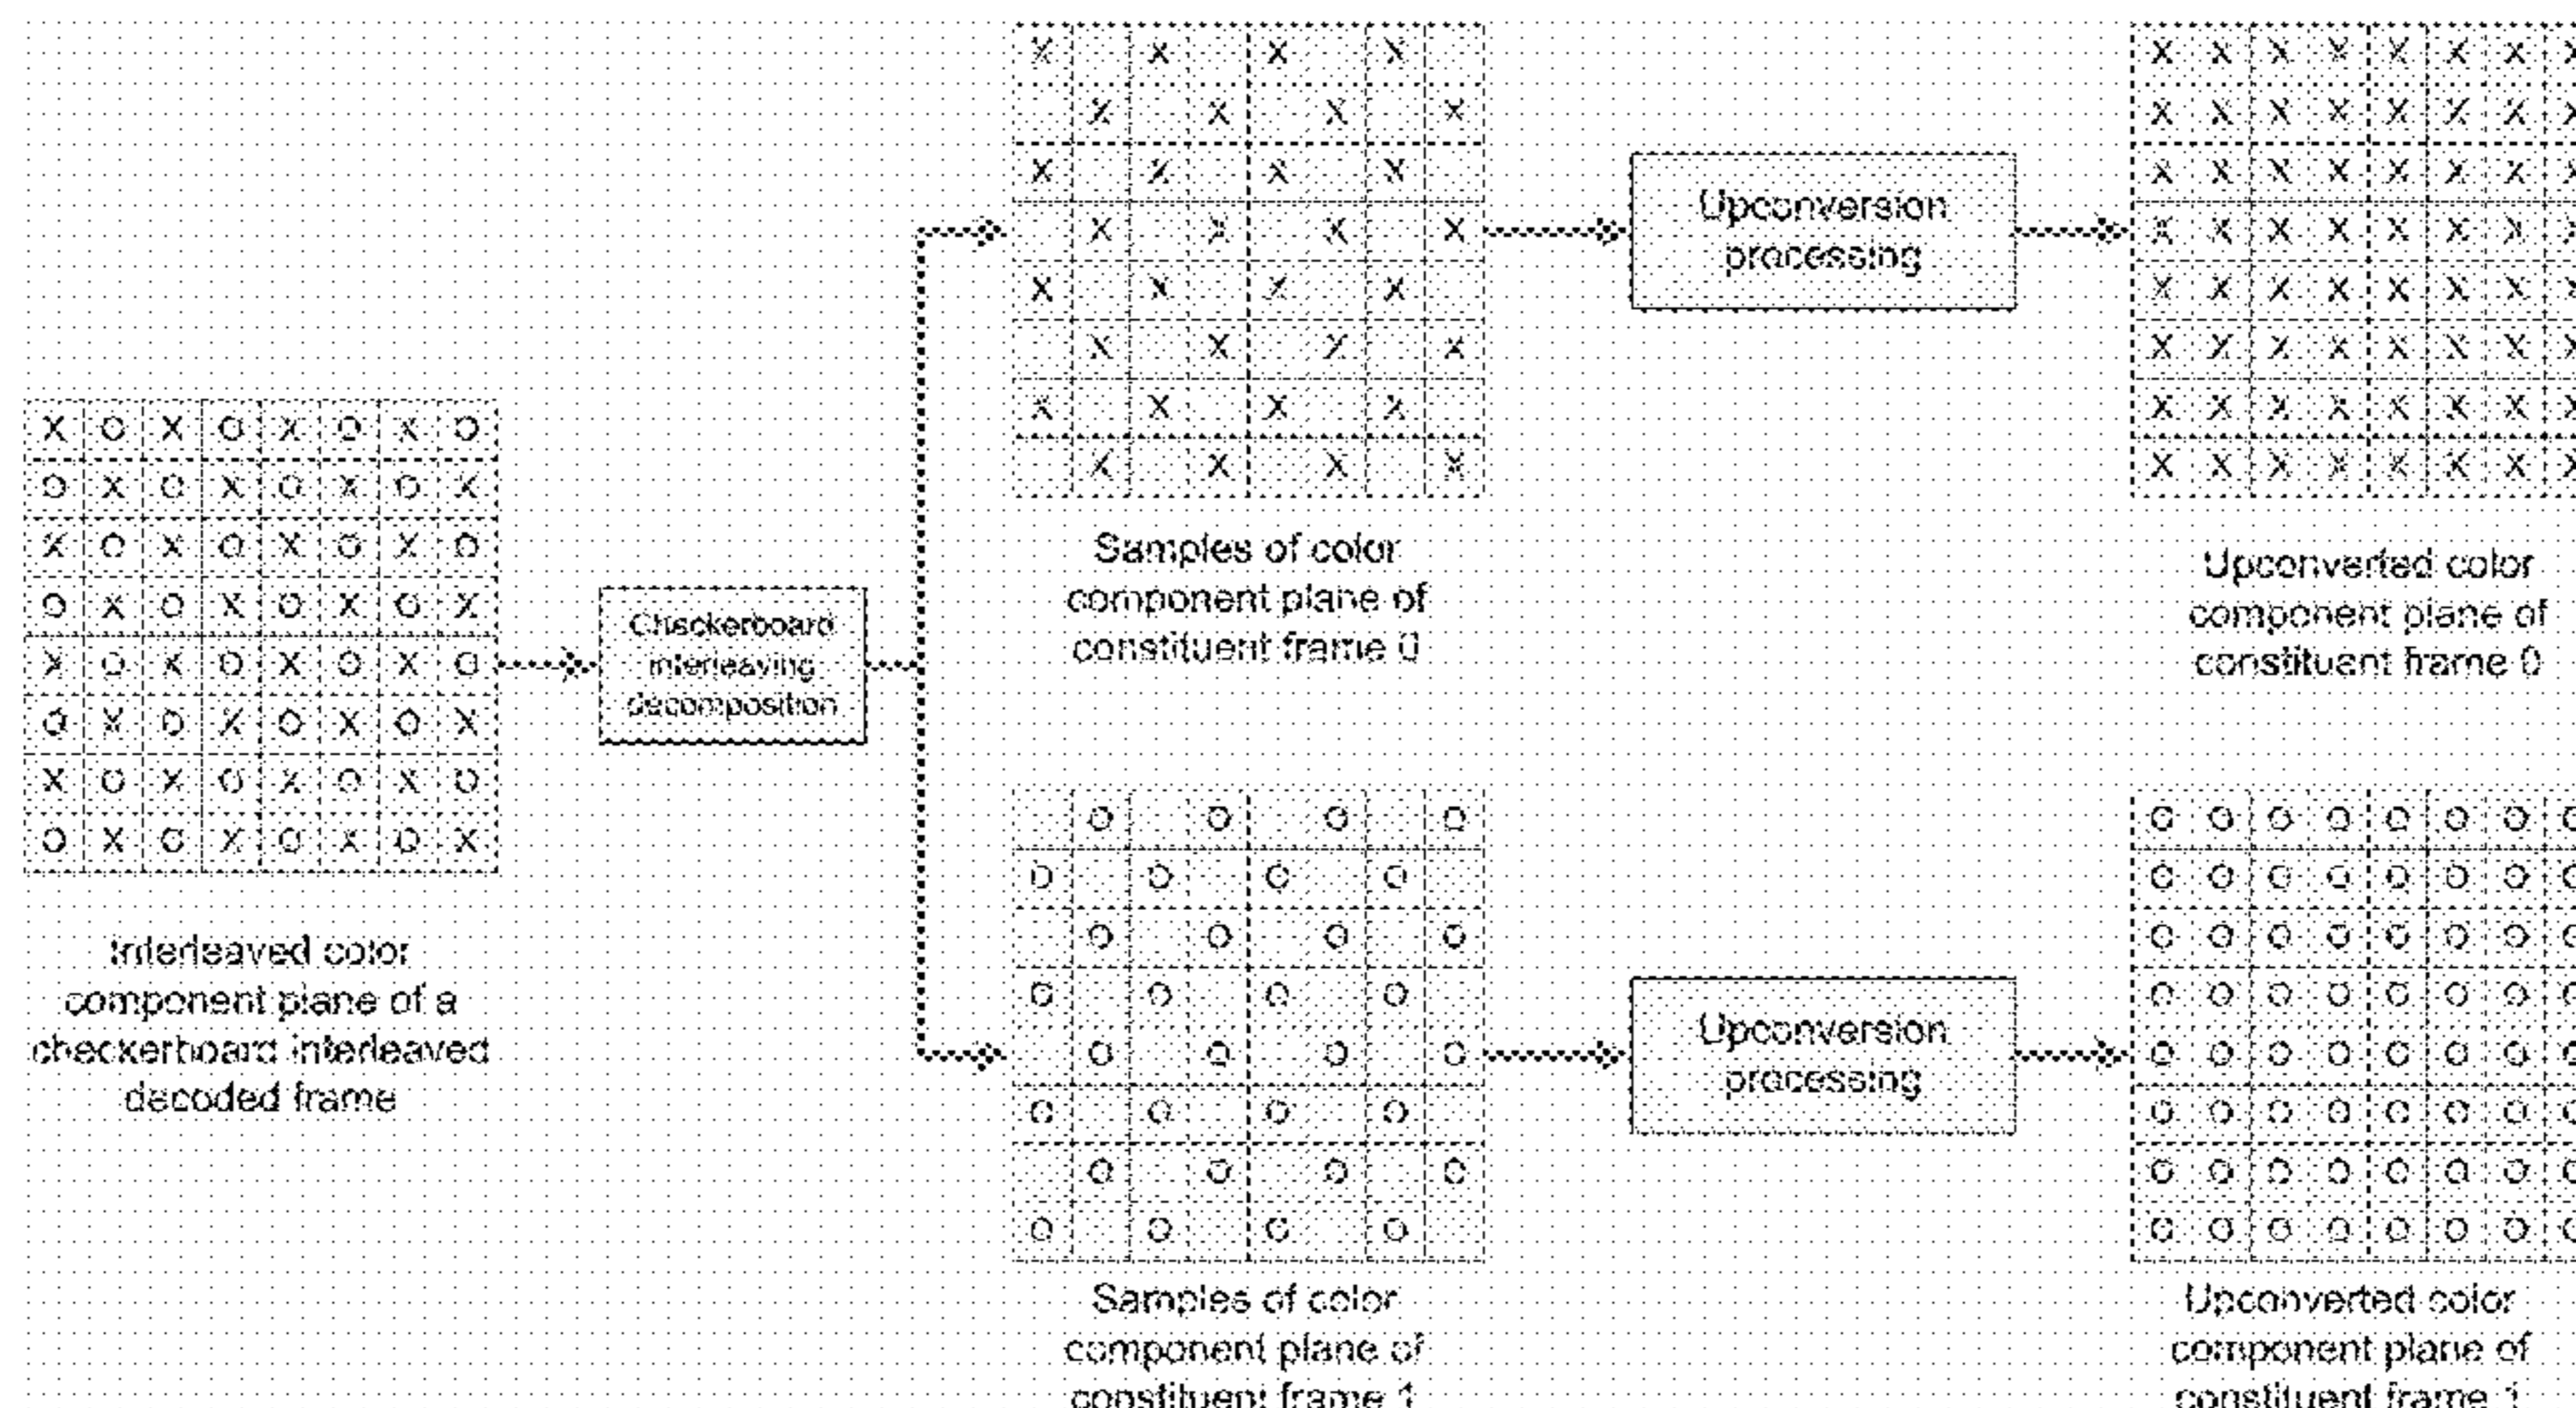 X O X O X O X O
O X O X O X O X
X O X O X O X O
O X O X O X O X
X O X O X O X O
O X O X O X O X
X O X O X O X O
O X O X O X O X
Interleaved color
component plane of a
checkerboard interleaved
decoded frame
Checkerboard
interleaving
decomposition
X X X X
X X X X
X X X X
X X X X
X X X X
X X X X
X X X X
X X X X
Samples of color
component plane of
constituent frame 0
Upconversion
processing
X X X X X X X X
X X X X X X X X
X X X X X X X X
X X X X X X X X
X X X X X X X X
X X X X X X X X
X X X X X X X X
X X X X X X X X
Upconverted color
component plane of
constituent frame 0
O O O O
O O O O
O O O O
O O O O
O O O O
O O O O
O O O O
O O O O
Samples of color
component plane of
constituent frame 1
Upconversion
processing
O O O O O O O O
O O O O O O O O
O O O O O O O O
O O O O O O O O
O O O O O O O O
O O O O O O O O
O O O O O O O O
O O O O O O O O
Upconverted color
component plane of
constituent frame 1